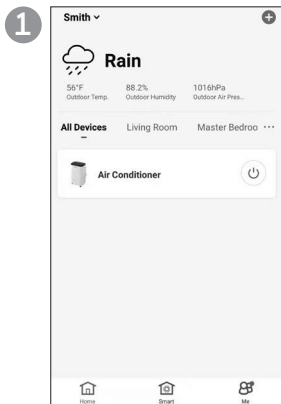 1
Smith
Rain
56°F 88.2% 1016hPa
Outdoor Temp. Outdoor Humidity Outdoor Air Pres...
All Devices Living Room Master Bedroo ...
Air Conditioner
Home Smart Me